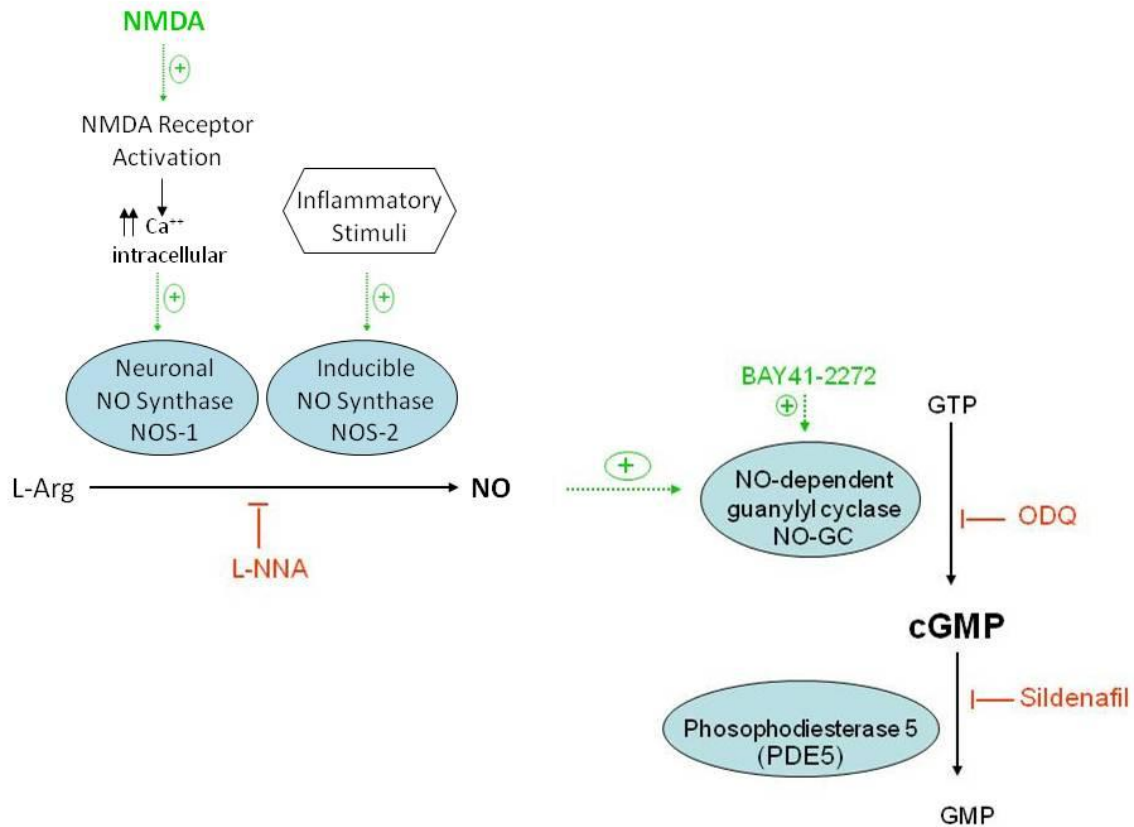 NMDA
+
NMDA Receptor
Activation
↑↑ Ca⁺⁺
intracellular
+
Inflammatory
Stimuli
+
Neuronal
NO Synthase
NOS-1
Inducible
NO Synthase
NOS-2
L-Arg
NO
L-NNA
+
BAY41-2272
+
NO-dependent
guanylyl cyclase
NO-GC
GTP
ODQ
cGMP
Sildenafil
Phosophodiesterase 5
(PDE5)
GMP